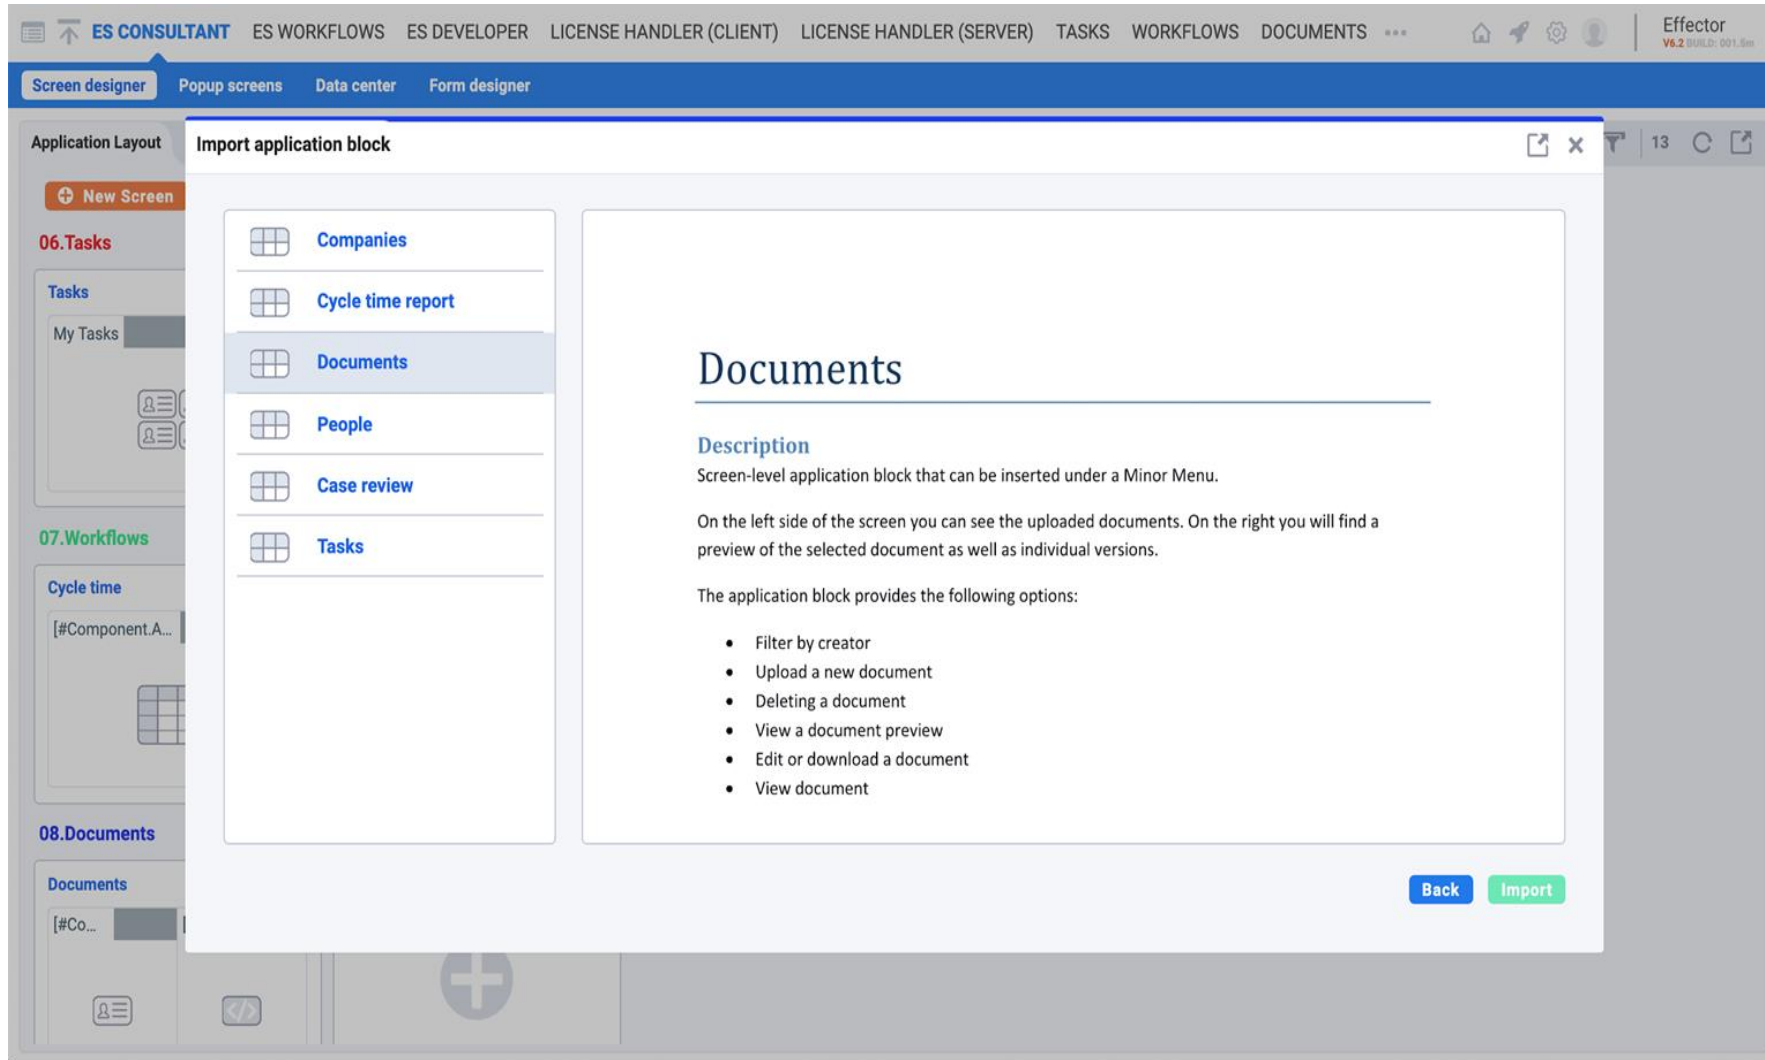 ES CONSULTANT ES WORKFLOWS ES DEVELOPER LICENSE HANDLER (CLIENT) LICENSE HANDLER (SERVER) TASKS WORKFLOWS DOCUMENTS
Effector
V6.2 BUILD: 001.6m
Screen designer Popup screens Data center Form designer
Application Layout
Import application block
13
New Screen
06.Tasks
Tasks
My Tasks
07.Workflows
Cycle time
[#Component.A...
08.Documents
Documents
[#Co...
Companies
Cycle time report
Documents
People
Case review
Tasks
Documents
Description
Screen-level application block that can be inserted under a Minor Menu.
On the left side of the screen you can see the uploaded documents. On the right you will find a
preview of the selected document as well as individual versions.
The application block provides the following options:
• Filter by creator
• Upload a new document
• Deleting a document
• View a document preview
• Edit or download a document
• View document
Back Import